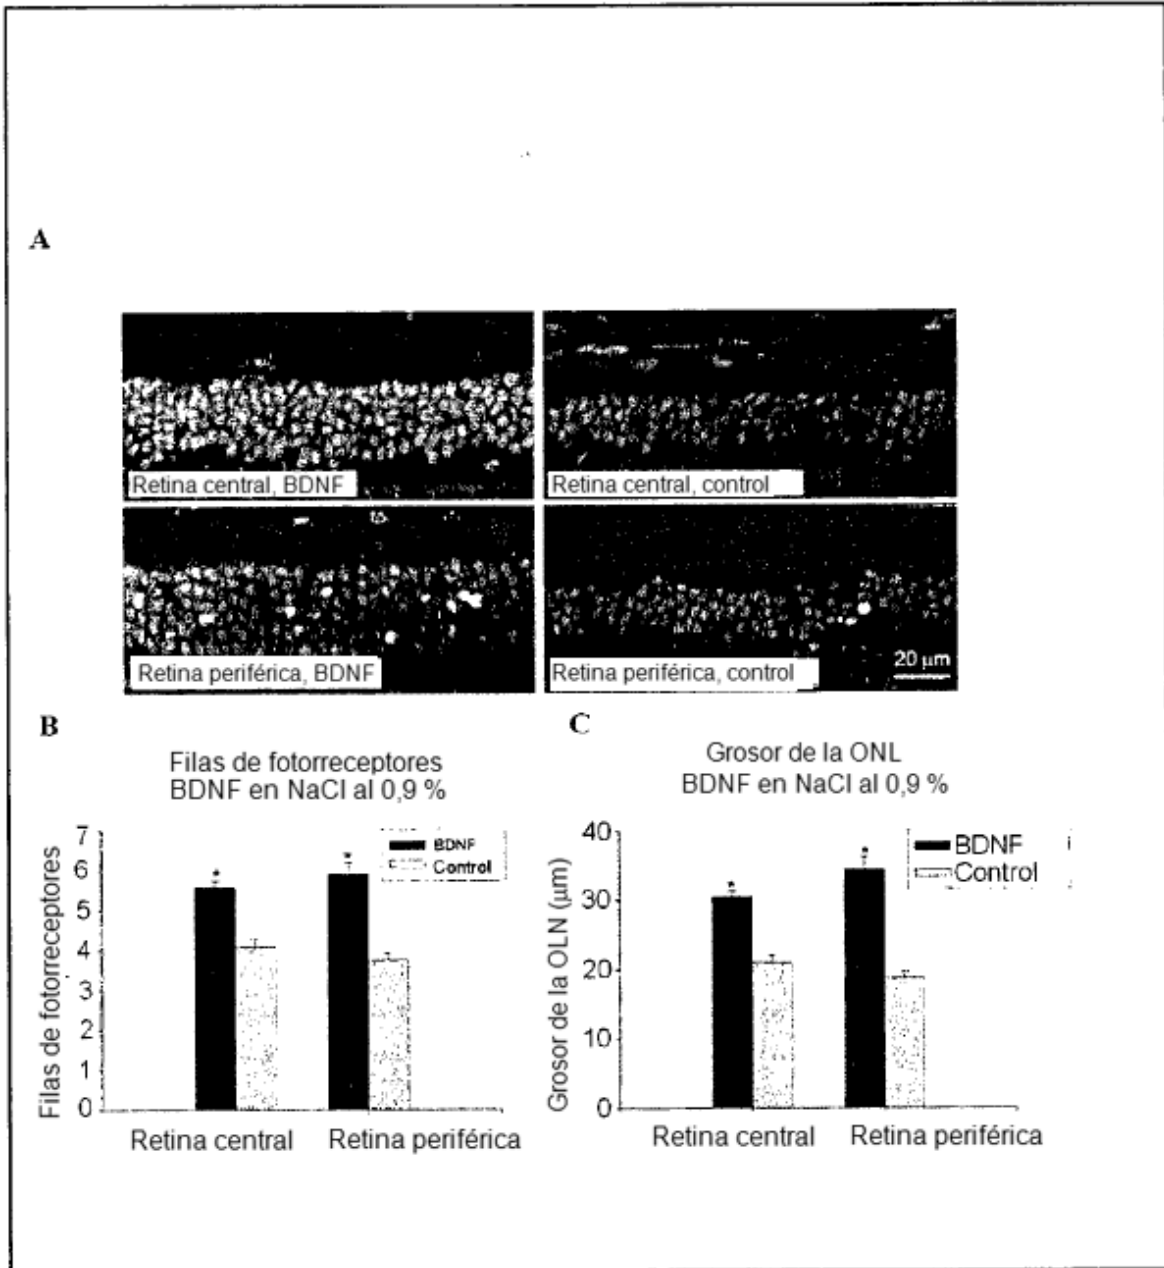 A
Retina central, BDNF
Retina central, control
Retina periférica, BDNF
Retina periférica, control
20 μm
B
Filas de fotorreceptores
BDNF en NaCl al 0,9 %
Filas de fotorreceptores
7
6
5
4
3
2
1
0
*
*
BDNF
Control
Retina central
Retina periférica
C
Grosor de la ONL
BDNF en NaCl al 0,9 %
Grosor de la OLN (μm)
40
30
20
10
0
*
*
BDNF
Control
Retina central
Retina periférica